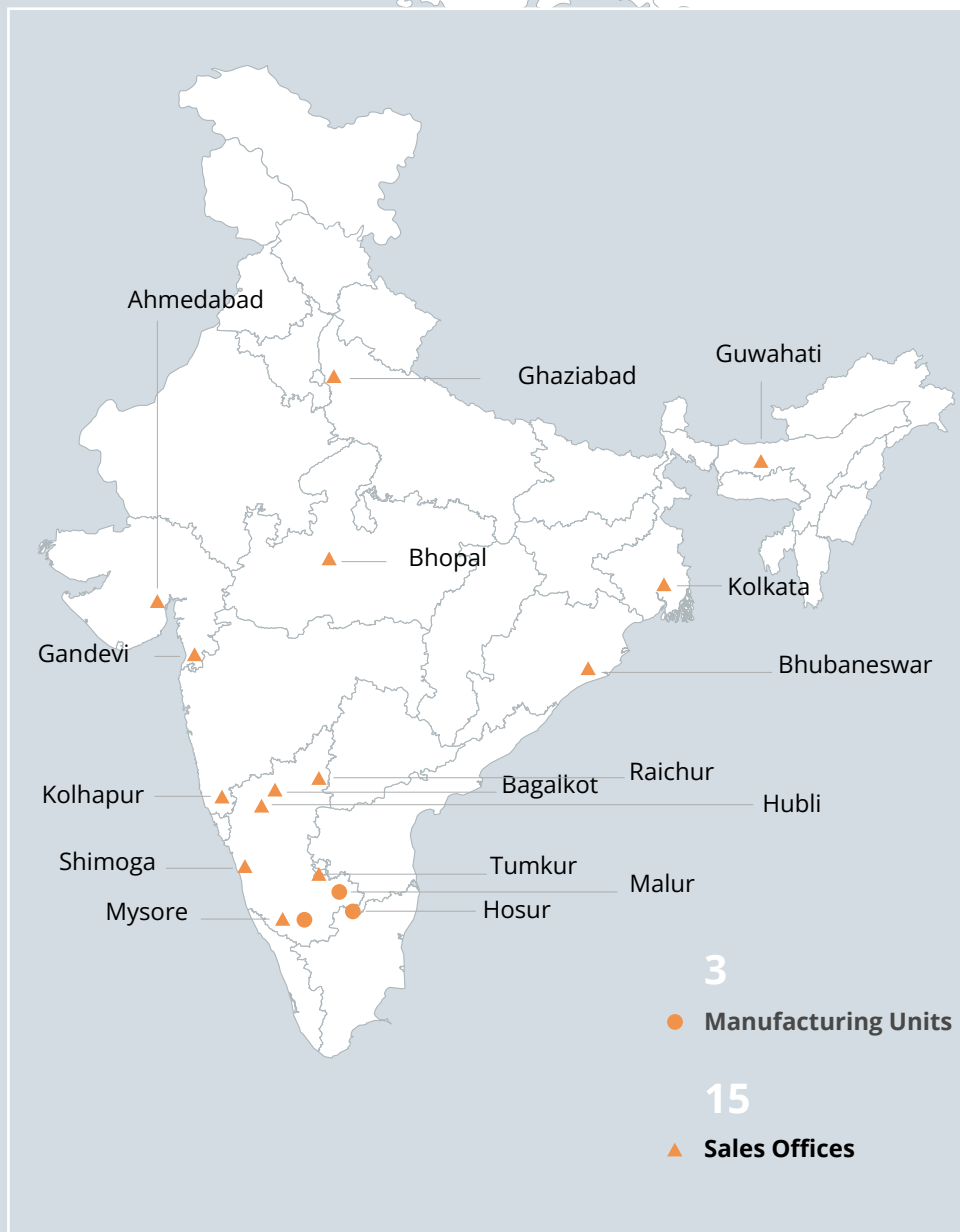 Ahmedabad
Guwahati
Ghaziabad
Bhopal
Kolkata
Gandevi
Bhubaneswar
Raichur
Bagalkot
Kolhapur
Hubli
Shimoga
Tumkur
Malur
Mysore
Hosur
3
Manufacturing Units
15
Sales Offices